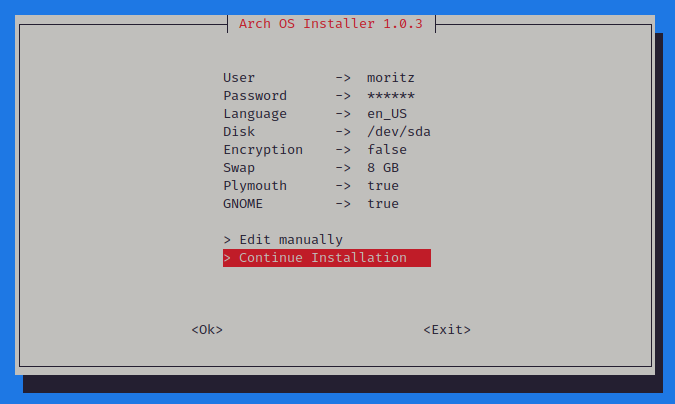 Arch OS Installer 1.0.3
User -> moritz
Password -> ******
Language -> en_US
Disk -> /dev/sda
Encryption -> false
Swap -> 8 GB
Plymouth -> true
GNOME -> true
> Edit manually
> Continue Installation
<Ok> <Exit>